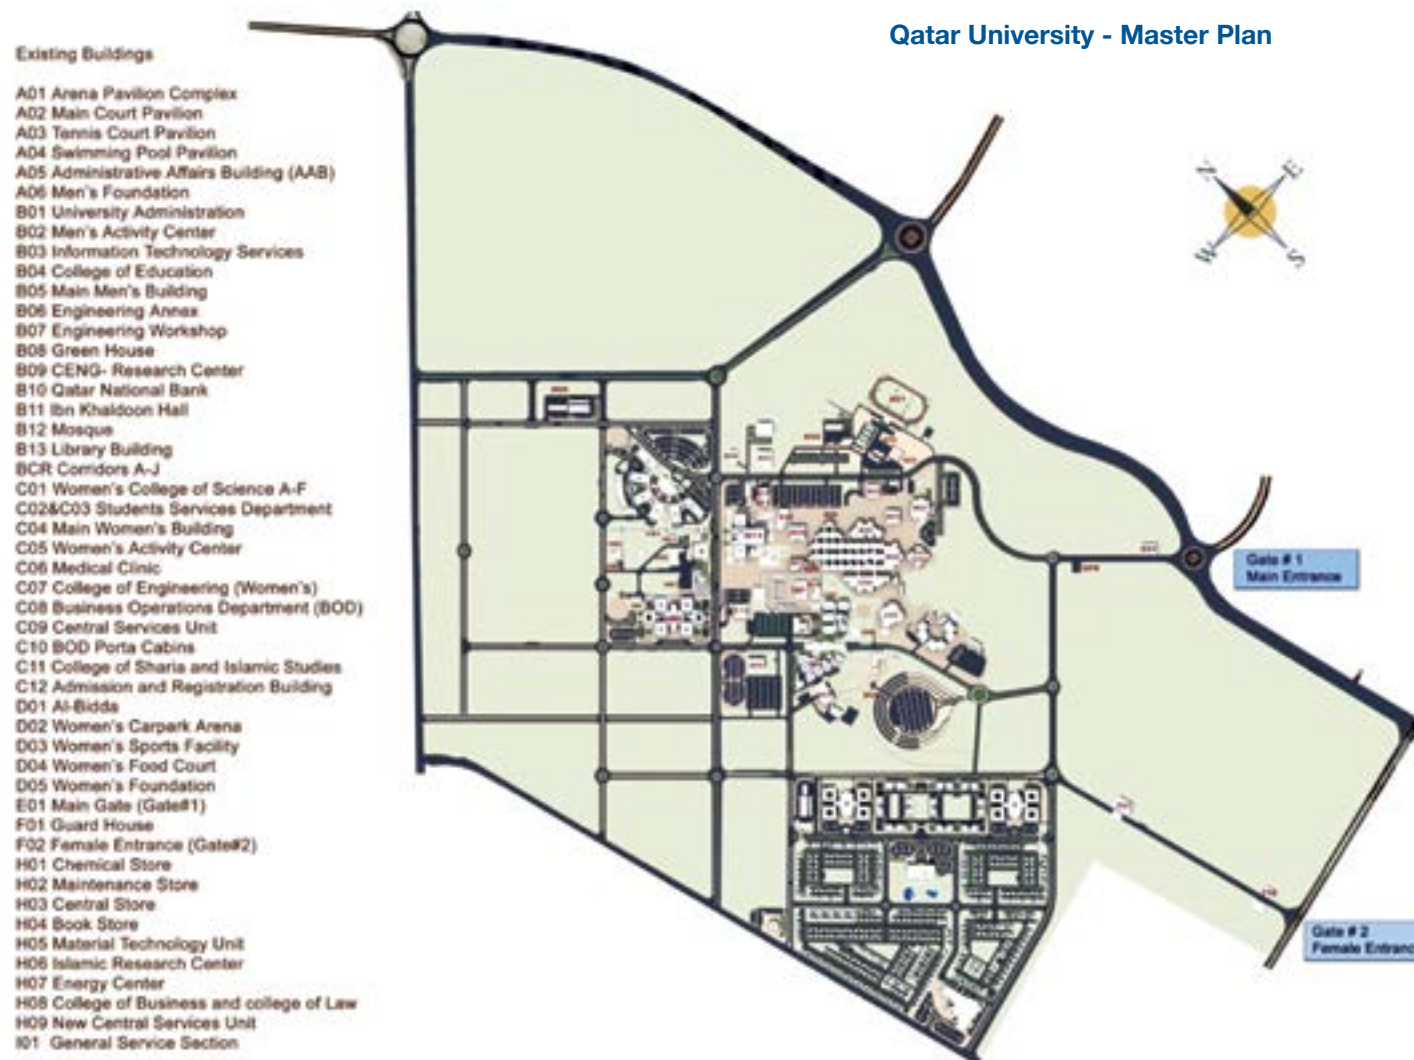 Qatar University - Master Plan
Existing Buildings
A01 Arena Pavilion Complex
A02 Main Court Pavilion
A03 Tennis Court Pavilion
A04 Swimming Pool Pavilion
A05 Administrative Affairs Building (AAB)
A06 Men's Foundation
B01 University Administration
B02 Men's Activity Center
B03 Information Technology Services
B04 College of Education
B05 Main Men's Building
B06 Engineering Annex
B07 Engineering Workshop
B08 Green House
B09 CENG- Research Center
B10 Qatar National Bank
B11 Ibn Khaldoon Hall
B12 Mosque
B13 Library Building
BCR Corridors A-J
C01 Women's College of Science A-F
C02&C03 Students Services Department
C04 Main Women's Building
C05 Women's Activity Center
C06 Medical Clinic
C07 College of Engineering (Women's)
C08 Business Operations Department (BOD)
C09 Central Services Unit
C10 BOD Porta Cabins
C11 College of Sharia and Islamic Studies
C12 Admission and Registration Building
D01 Al-Bidda
D02 Women's Carpark Arena
D03 Women's Sports Facility
D04 Women's Food Court
D05 Women's Foundation
E01 Main Gate (Gate#1)
F01 Guard House
F02 Female Entrance (Gate#2)
H01 Chemical Store
H02 Maintenance Store
H03 Central Store
H04 Book Store
H05 Material Technology Unit
H06 Islamic Research Center
H07 Energy Center
H08 College of Business and college of Law
H09 New Central Services Unit
I01 General Service Section
N
E
W
S
Gate # 1
Main Entrance
Gate # 2
Female Entranc